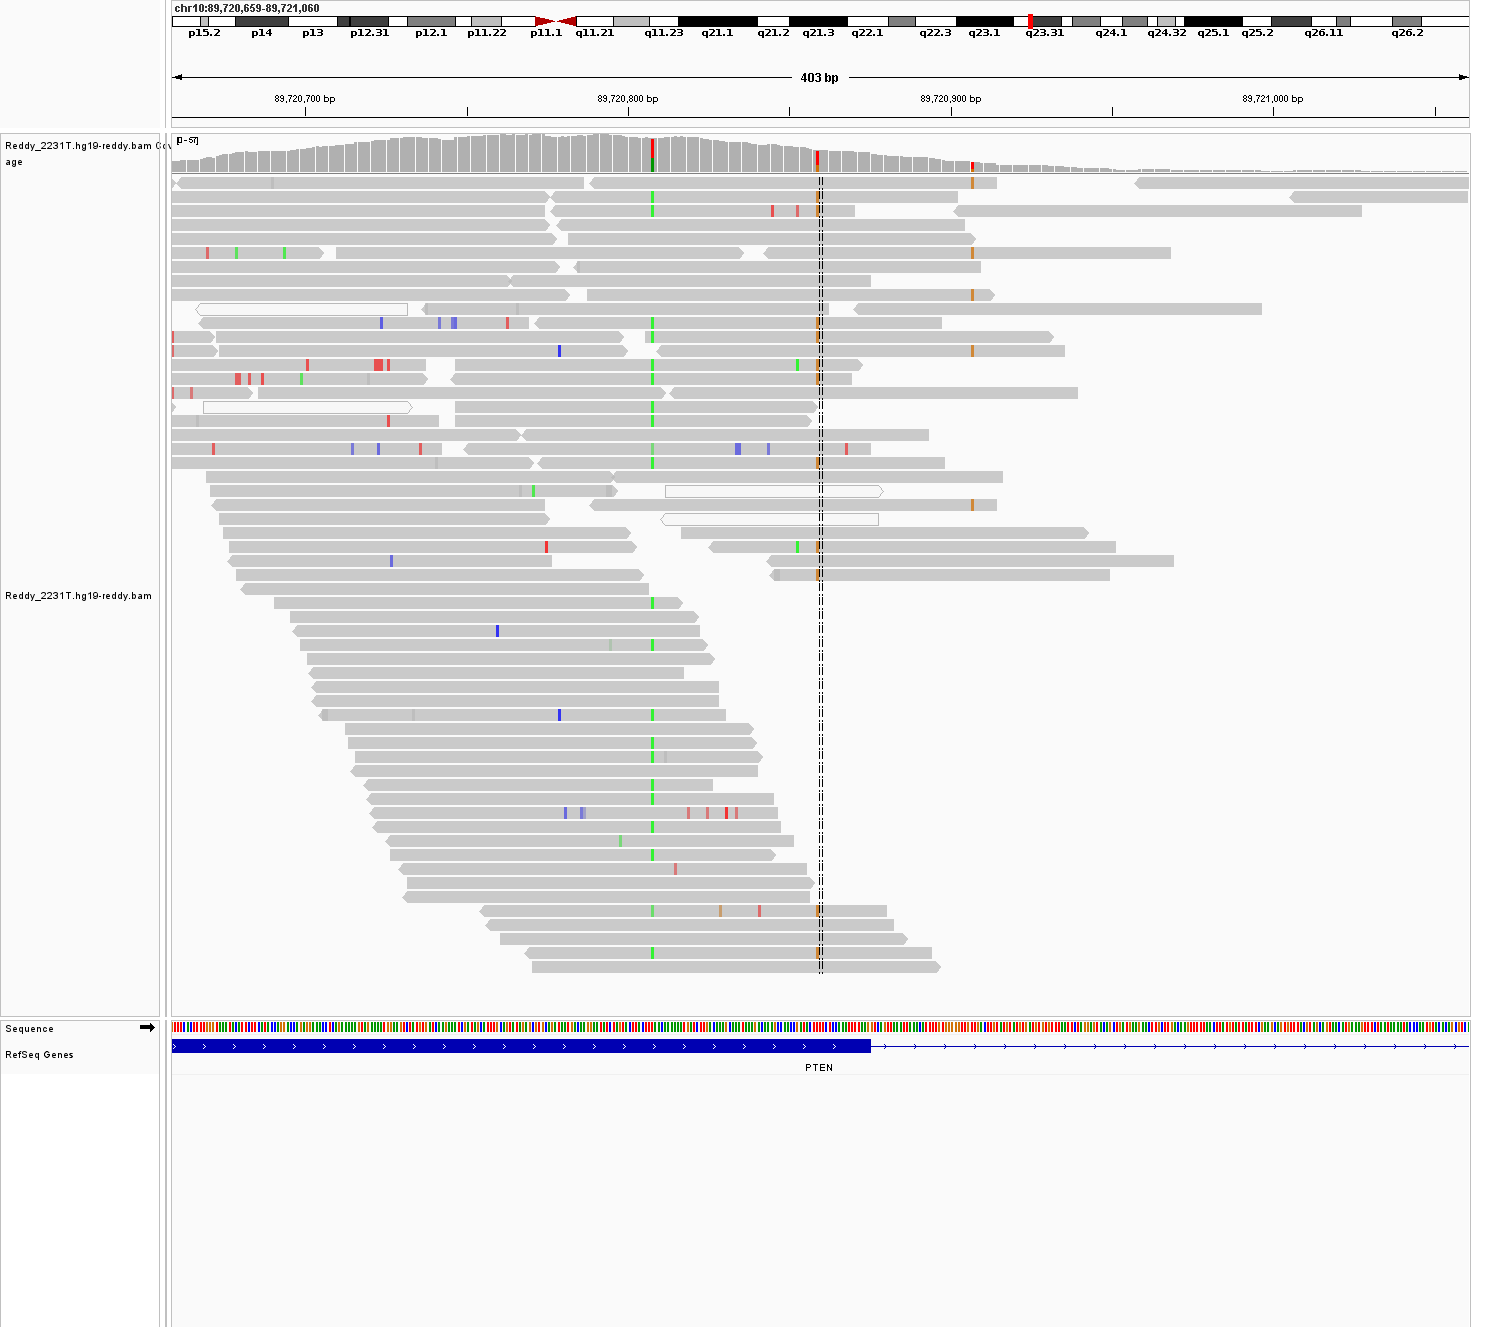 chr10:89,720,659-89,721,060
p15.2 p14 p13 p12.31 p12.1 p11.22 p11.1 q11.21 q11.23 q21.1 q21.2 q21.3 q22.1 q22.3 q23.1 q23.31 q24.1 q24.32 q25.1 q25.2 q26.11 q26.2
403 bp
89,720,700 bp 89,720,800 bp 89,720,900 bp 89,721,000 bp
[0 - 57]
Reddy_2231T.hg19-reddy.bam Cov
age
Reddy_2231T.hg19-reddy.bam
Sequence
RefSeq Genes
PTEN